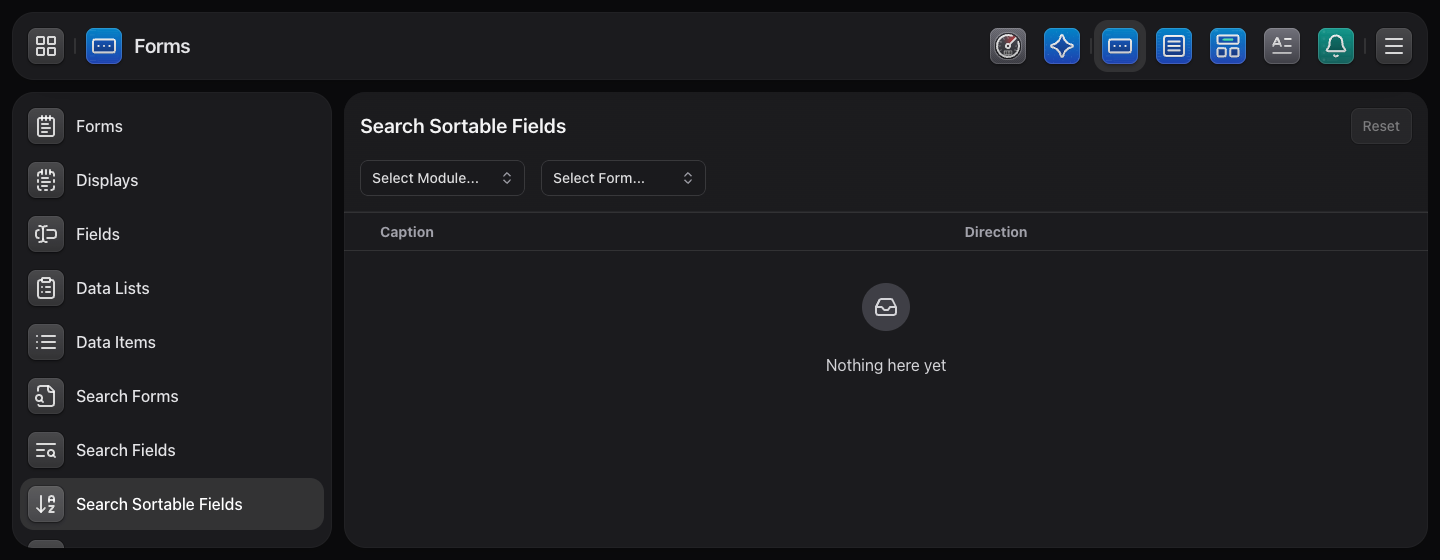 Forms
Forms
Displays
Fields
Data Lists
Data Items
Search Forms
Search Fields
Search Sortable Fields
Search Sortable Fields
Reset
Select Module...
Select Form...
Caption
Direction
Nothing here yet